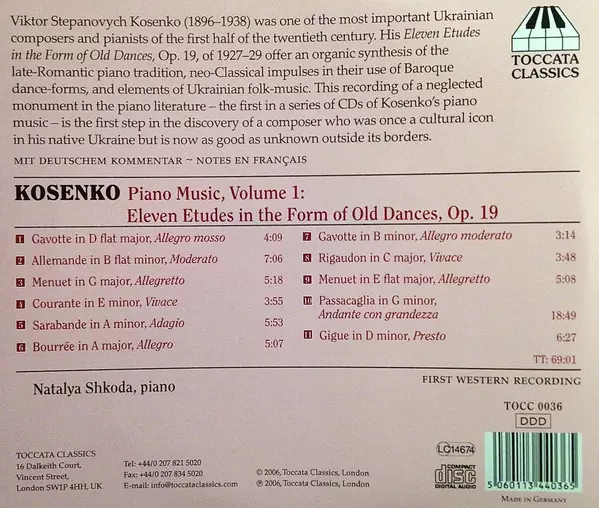 Viktor Stepanovych Kosenko (1896–1938) was one of the most important Ukrainian
composers and pianists of the first half of the twentieth century. His Eleven Etudes
in the Form of Old Dances, Op. 19, of 1927–29 offer an organic synthesis of the
late-Romantic piano tradition, neo-Classical impulses in their use of Baroque
dance-forms, and elements of Ukrainian folk-music. This recording of a neglected
monument in the piano literature – the first in a series of CDs of Kosenko's piano
music – is the first step in the discovery of a composer who was once a cultural icon
in his native Ukraine but is now as good as unknown outside its borders.
MIT DEUTSCHEM KOMMENTAR ~ NOTES EN FRANÇAIS
TOCCATA
CLASSICS
KOSENKO Piano Music, Volume 1:
Eleven Etudes in the Form of Old Dances, Op. 19
1 Gavotte in D flat major, Allegro mosso 4:09
2 Allemande in B flat minor, Moderato 7:06
3 Menuet in G major, Allegretto 5:18
4 Courante in E minor, Vivace 3:55
5 Sarabande in A minor, Adagio 5:53
6 Bourrée in A major, Allegro 5:07
7 Gavotte in B minor, Allegro moderato 3:14
8 Rigaudon in C major, Vivace 3:48
9 Menuet in E flat major, Allegretto 5:08
10 Passacaglia in G minor,
Andante con grandezza 18:49
11 Gigue in D minor, Presto 6:27
TT: 69:01
Natalya Shkoda, piano
FIRST WESTERN RECORDING
TOCC 0036
DDD
TOCCATA CLASSICS
16 Dalkeith Court,
Vincent Street,
London SW1P 4HH, UK
Tel: +44/0 207 821 5020
Fax: +44/0 207 834 5020
E-mail: info@toccataclassics.com
© 2006, Toccata Classics, London
℗ 2006, Toccata Classics, London
LC14674
COMPACT
disc
DIGITAL AUDIO
5 060113 440365
MADE IN GERMANY